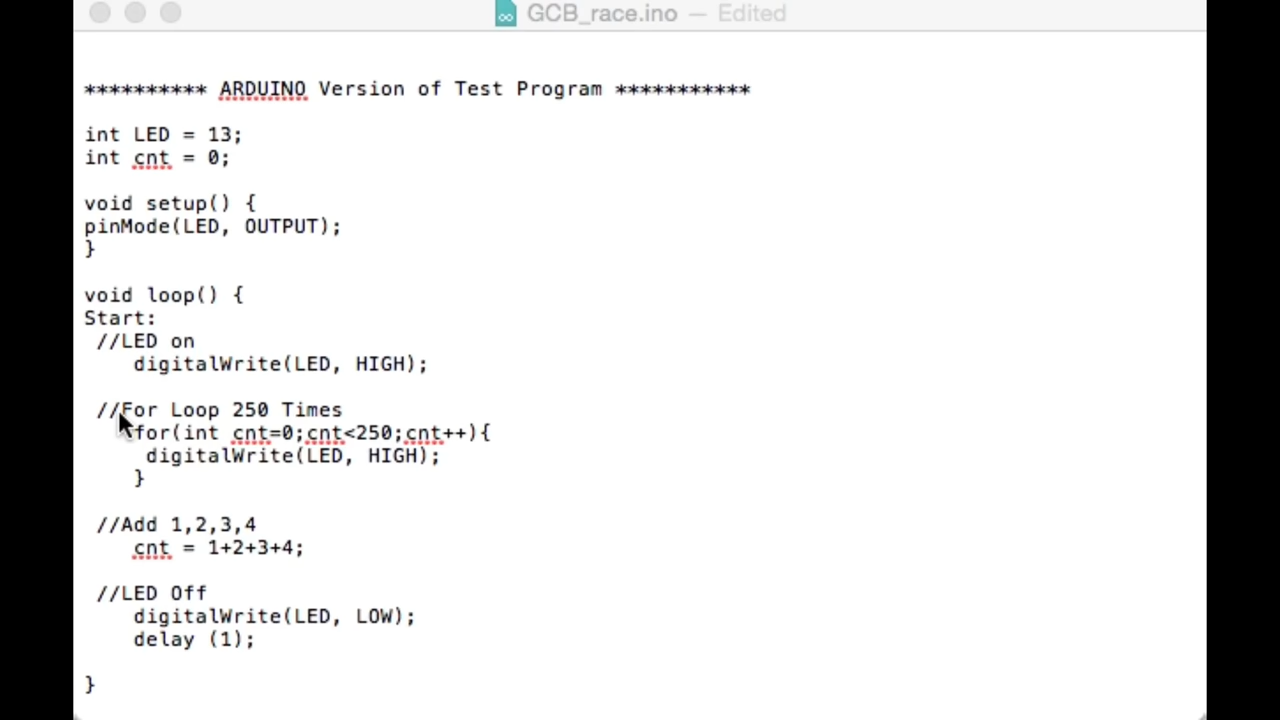 GCB_race.ino — Edited
********** ARDUINO Version of Test Program ***********
int LED = 13;
int cnt = 0;
void setup() {
pinMode(LED, OUTPUT);
}
void loop() {
Start:
//LED on
digitalWrite(LED, HIGH);
//For Loop 250 Times
for(int cnt=0;cnt<250;cnt++){
digitalWrite(LED, HIGH);
}
//Add 1,2,3,4
cnt = 1+2+3+4;
//LED Off
digitalWrite(LED, LOW);
delay (1);
}